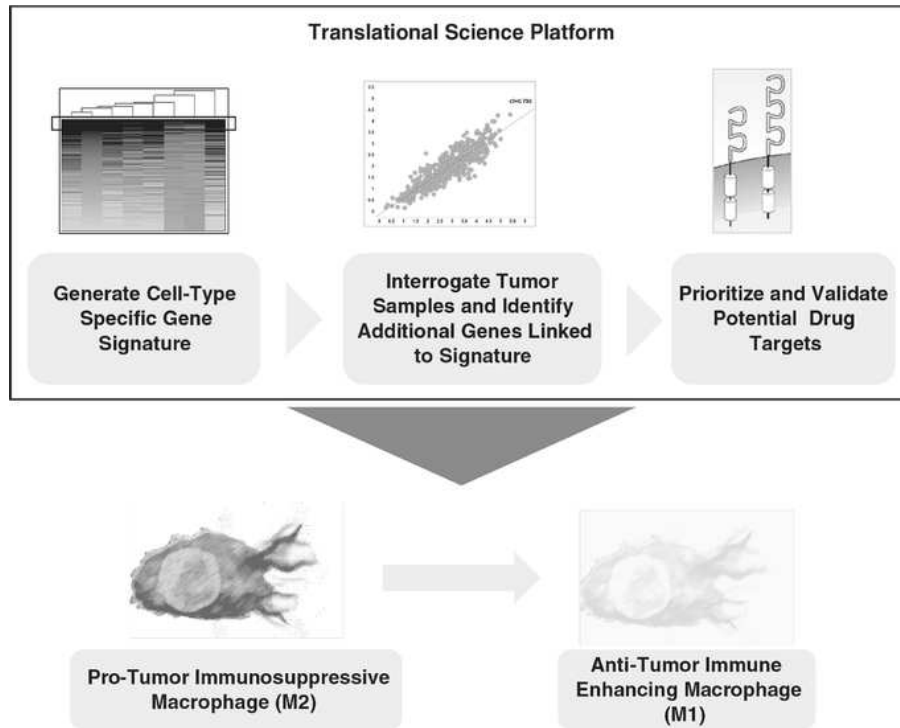 Translational Science Platform
Generate Cell-Type
Specific Gene
Signature
Interrogate Tumor
Samples and Identify
Additional Genes Linked
to Signature
Prioritize and Validate
Potential Drug
Targets
Pro-Tumor Immunosuppressive
Macrophage (M2)
Anti-Tumor Immune
Enhancing Macrophage
(M1)